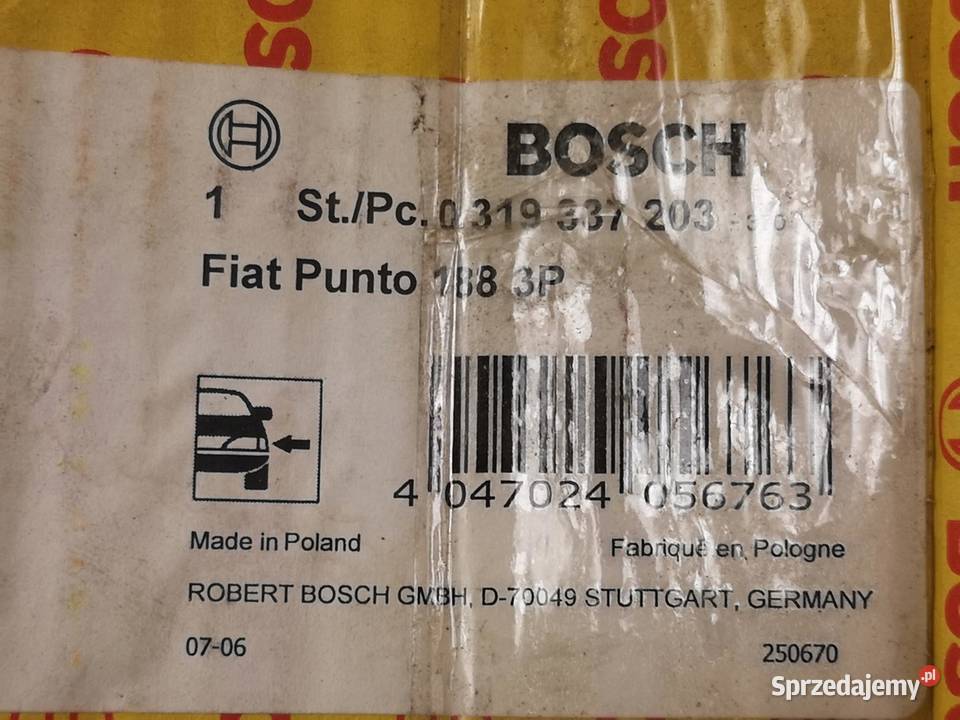 BOSCH
1 St./Pc. 0 319 337 203
Fiat Punto 188 3P
4 047024 056763
Made in Poland Fabriqué en Pologne
ROBERT BOSCH GMBH, D-70049 STUTTGART, GERMANY
07-06 250670
Sprzedajemy.pl